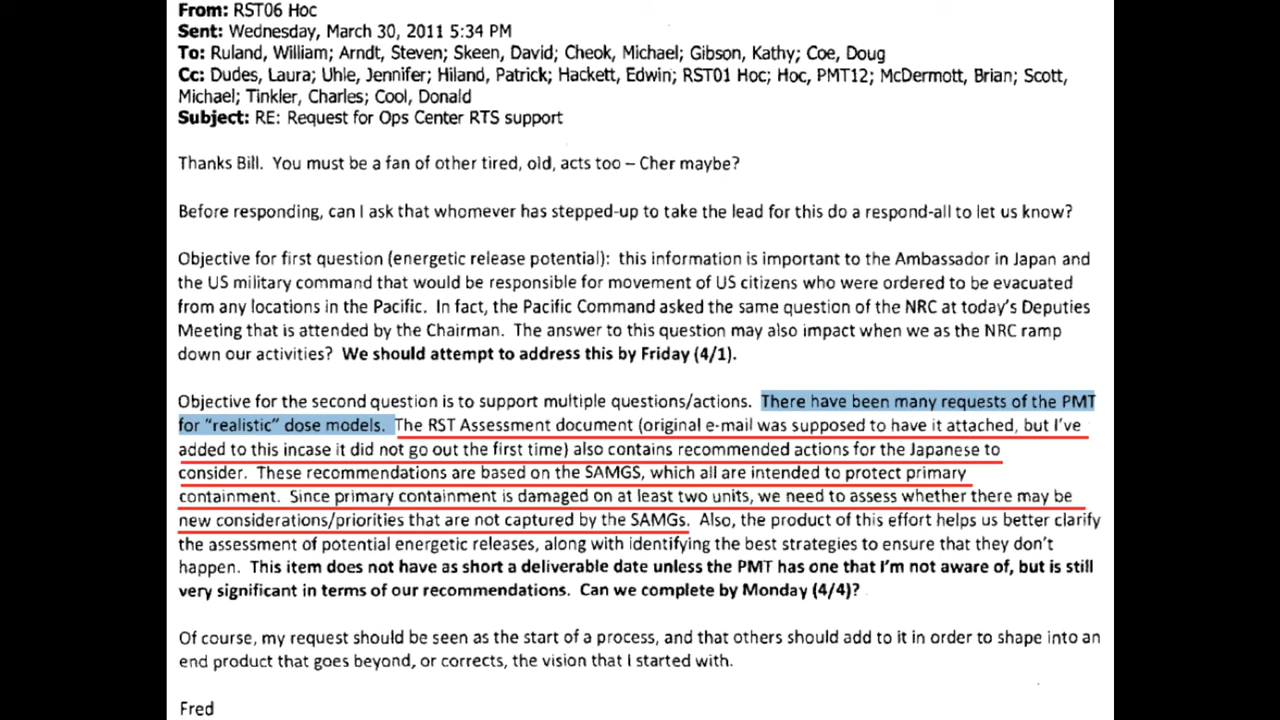 From: RST06 Hoc
Sent: Wednesday, March 30, 2011 5:34 PM
To: Ruland, William; Arndt, Steven; Skeen, David; Cheok, Michael; Gibson, Kathy; Coe, Doug
Cc: Dudes, Laura; Uhle, Jennifer; Hiland, Patrick; Hackett, Edwin; RST01 Hoc; Hoc, PMT12; McDermott, Brian; Scott,
Michael; Tinkler, Charles; Cool, Donald
Subject: RE: Request for Ops Center RTS support
Thanks Bill. You must be a fan of other tired, old, acts too – Cher maybe?
Before responding, can I ask that whomever has stepped-up to take the lead for this do a respond-all to let us know?
Objective for first question (energetic release potential): this information is important to the Ambassador in Japan and
the US military command that would be responsible for movement of US citizens who were ordered to be evacuated
from any locations in the Pacific. In fact, the Pacific Command asked the same question of the NRC at today's Deputies
Meeting that is attended by the Chairman. The answer to this question may also impact when we as the NRC ramp
down our activities? We should attempt to address this by Friday (4/1).
Objective for the second question is to support multiple questions/actions. There have been many requests of the PMT
for "realistic" dose models. The RST Assessment document (original e-mail was supposed to have it attached, but I've
added to this incase it did not go out the first time) also contains recommended actions for the Japanese to
consider. These recommendations are based on the SAMGS, which all are intended to protect primary
containment. Since primary containment is damaged on at least two units, we need to assess whether there may be
new considerations/priorities that are not captured by the SAMGs. Also, the product of this effort helps us better clarify
the assessment of potential energetic releases, along with identifying the best strategies to ensure that they don't
happen. This item does not have as short a deliverable date unless the PMT has one that I'm not aware of, but is still
very significant in terms of our recommendations. Can we complete by Monday (4/4)?
Of course, my request should be seen as the start of a process, and that others should add to it in order to shape into an
end product that goes beyond, or corrects, the vision that I started with.
Fred